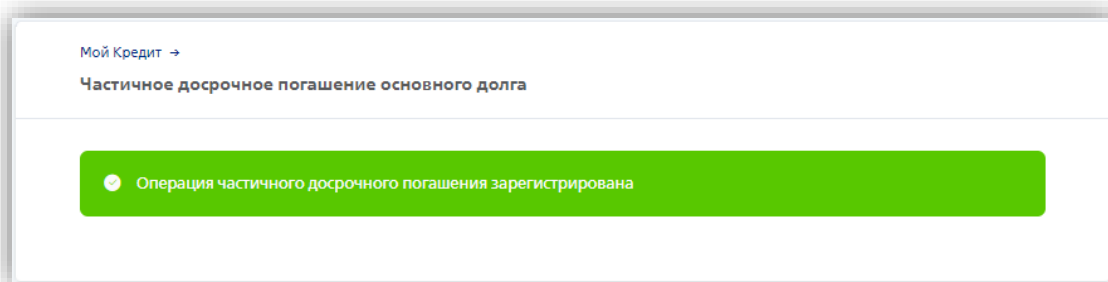 Мой Кредит →
Частичное досрочное погашение основного долга
Операция частичного досрочного погашения зарегистрирована